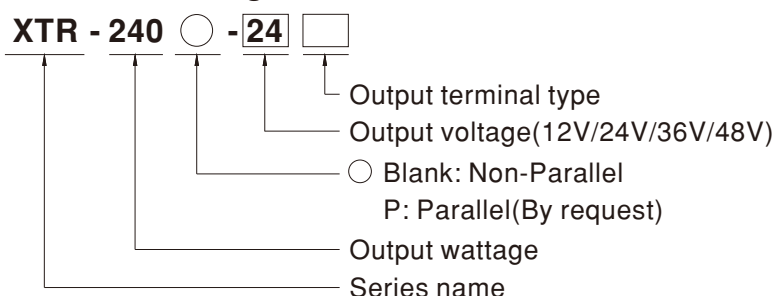 XTR - 240 ○ - 24 □
Output terminal type
Output voltage(12V/24V/36V/48V)
○ Blank: Non-Parallel
P: Parallel(By request)
Output wattage
Series name